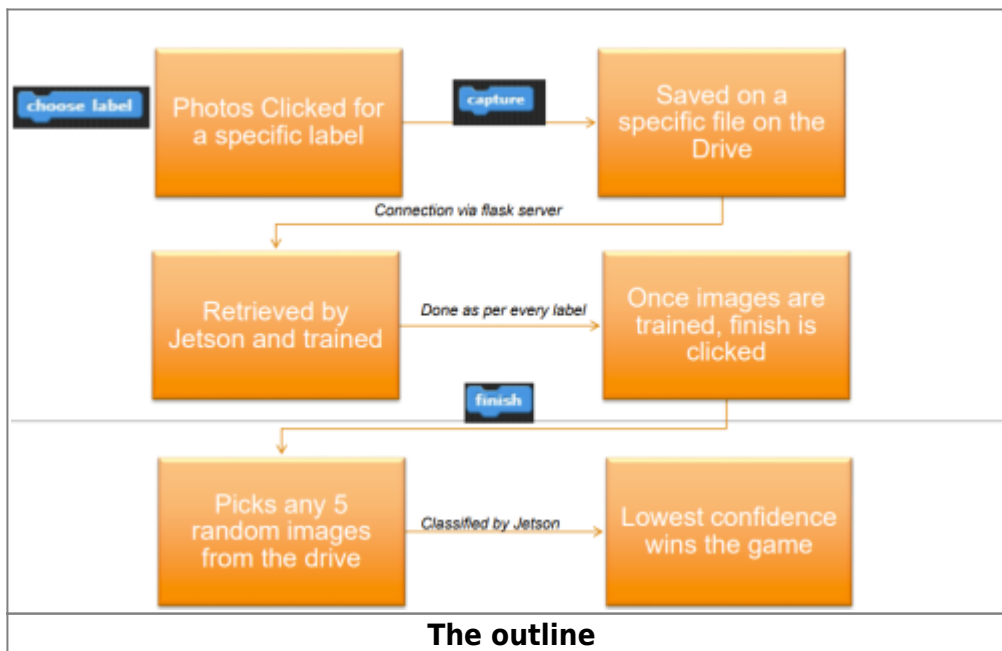 choose label
Photos Clicked for
a specific label
capture
Saved on a
specific file on the
Drive
Connection via flask server
Retrieved by
Jetson and trained
Done as per every label
Once images are
trained, finish is
clicked
finish
Picks any 5
random images
from the drive
Classified by Jetson
Lowest confidence
wins the game
The outline